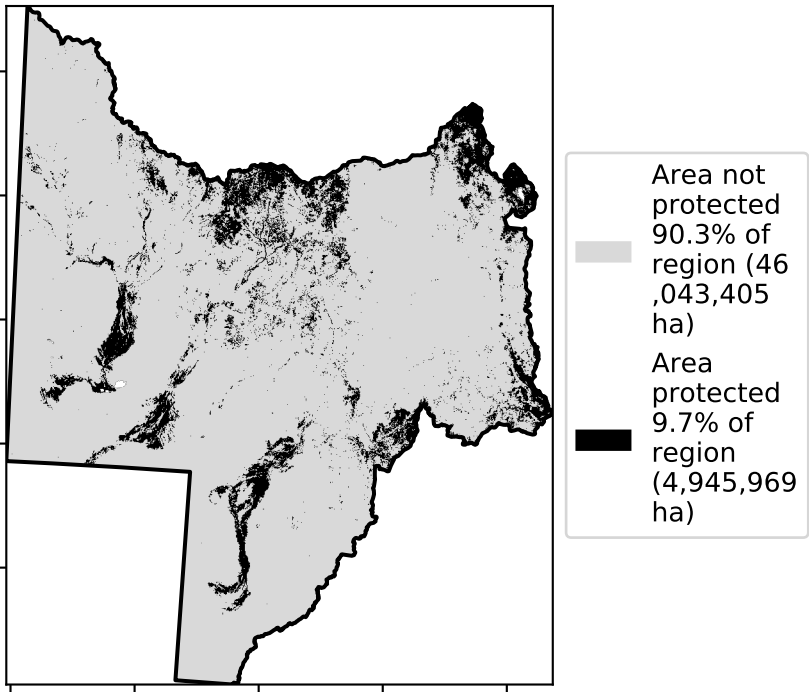 Area not
protected
90.3% of
region (46
,043,405
ha)
Area
protected
9.7% of
region
(4,945,969
ha)